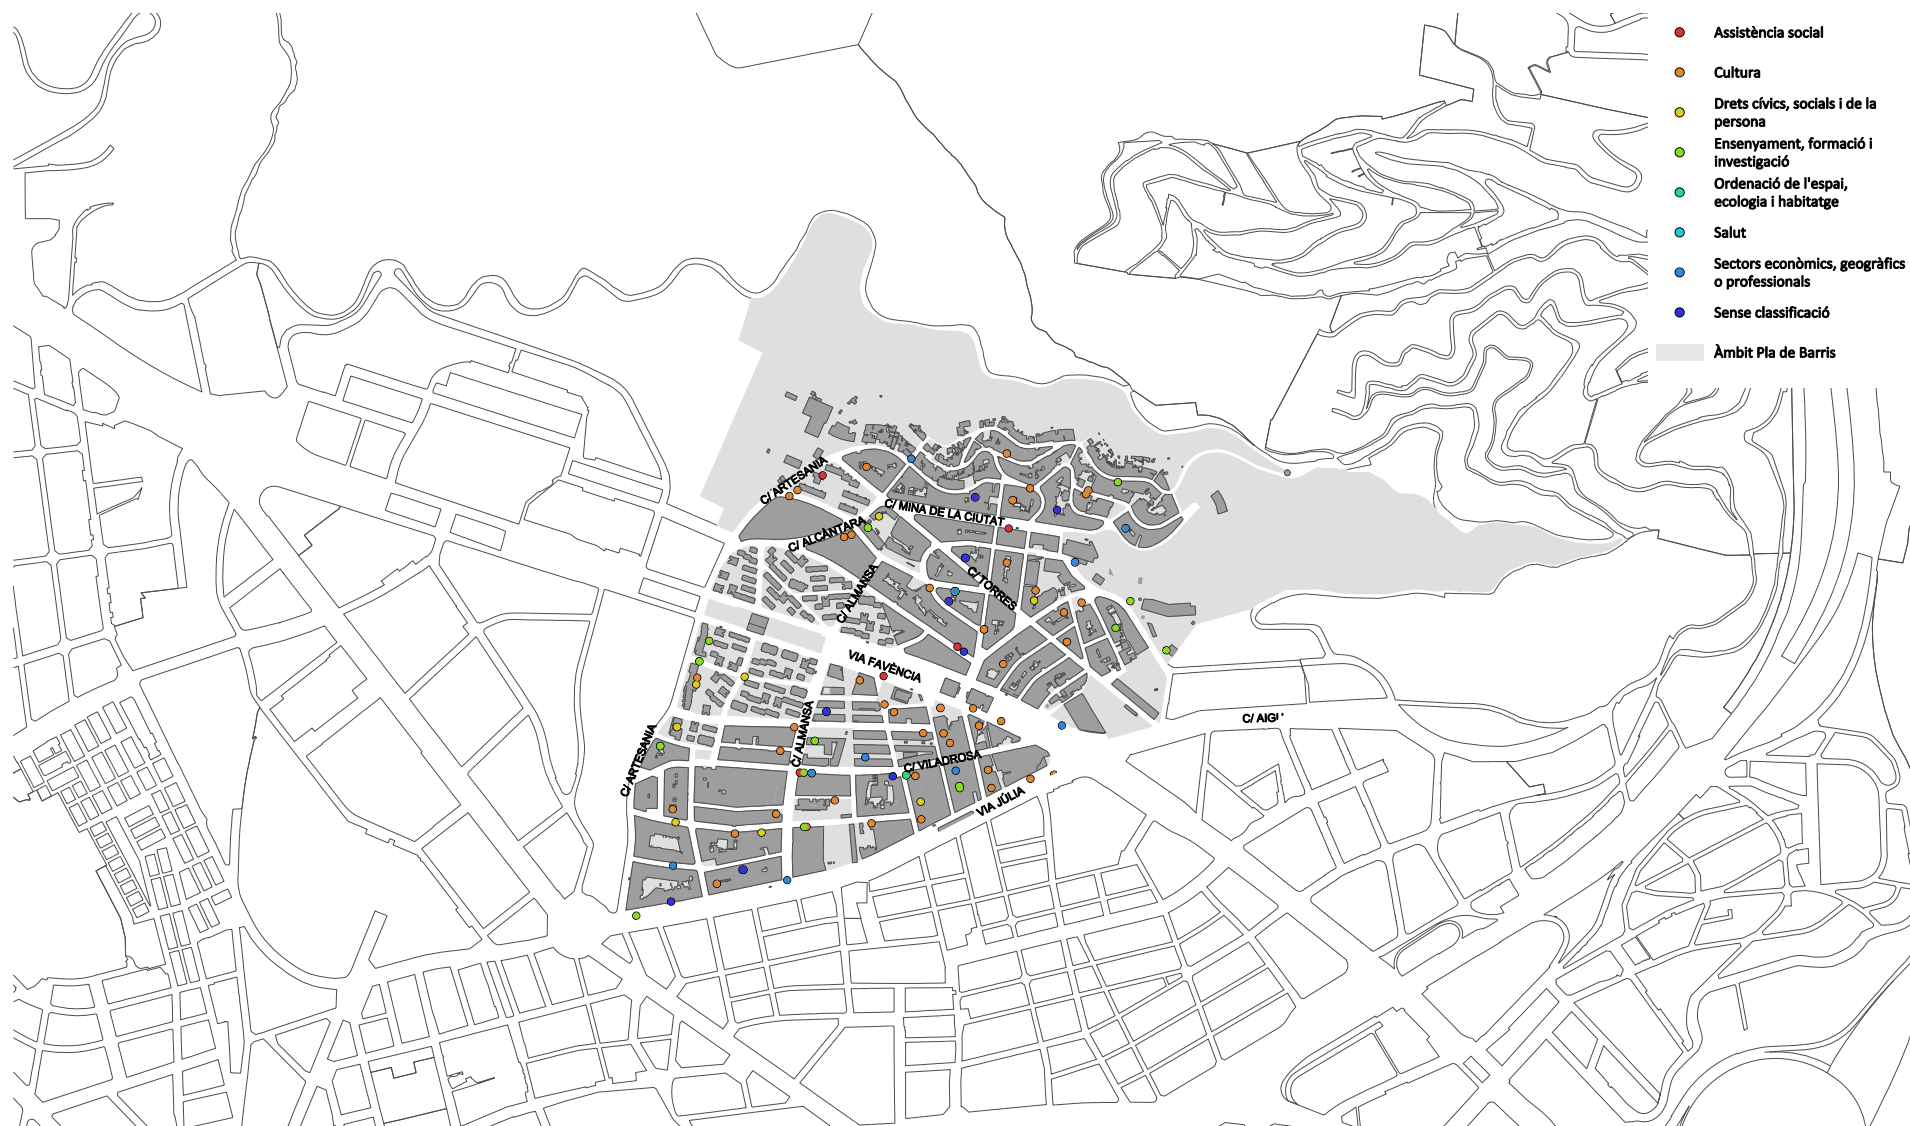 Assistència social
Cultura
Drets cívics, socials i de la
persona
Ensenyament, formació i
investigació
Ordenació de l'espai,
ecologia i habitatge
Salut
Sectors econòmics, geogràfics
o professionals
Sense classificació
Àmbit Pla de Barris
C/ ARTESANIA
C/ MINA DE LA CIUTAT
C/ ALCÀNTARA
C/ ALMANSA
C/ TORRES
VIA FAVÈNCIA
C/ AIGU
C/ ALMANSA
C/ ARTESANIA
C/ VILADROSA
VIA JÚLIA